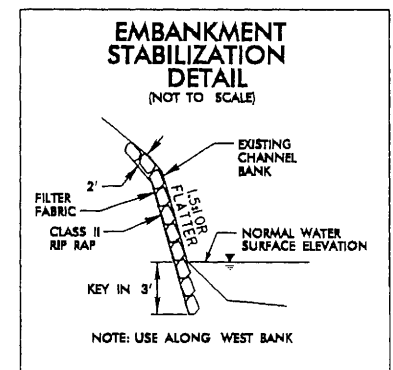 EMBANKMENT
STABILIZATION
DETAIL
(NOT TO SCALE)
EXISTING
CHANNEL
BANK
2'
FILTER
FABRIC
1.5:1 OR
FLATTER
CLASS II
RIP RAP
NORMAL WATER
SURFACE ELEVATION
KEY IN 3'
NOTE: USE ALONG WEST BANK